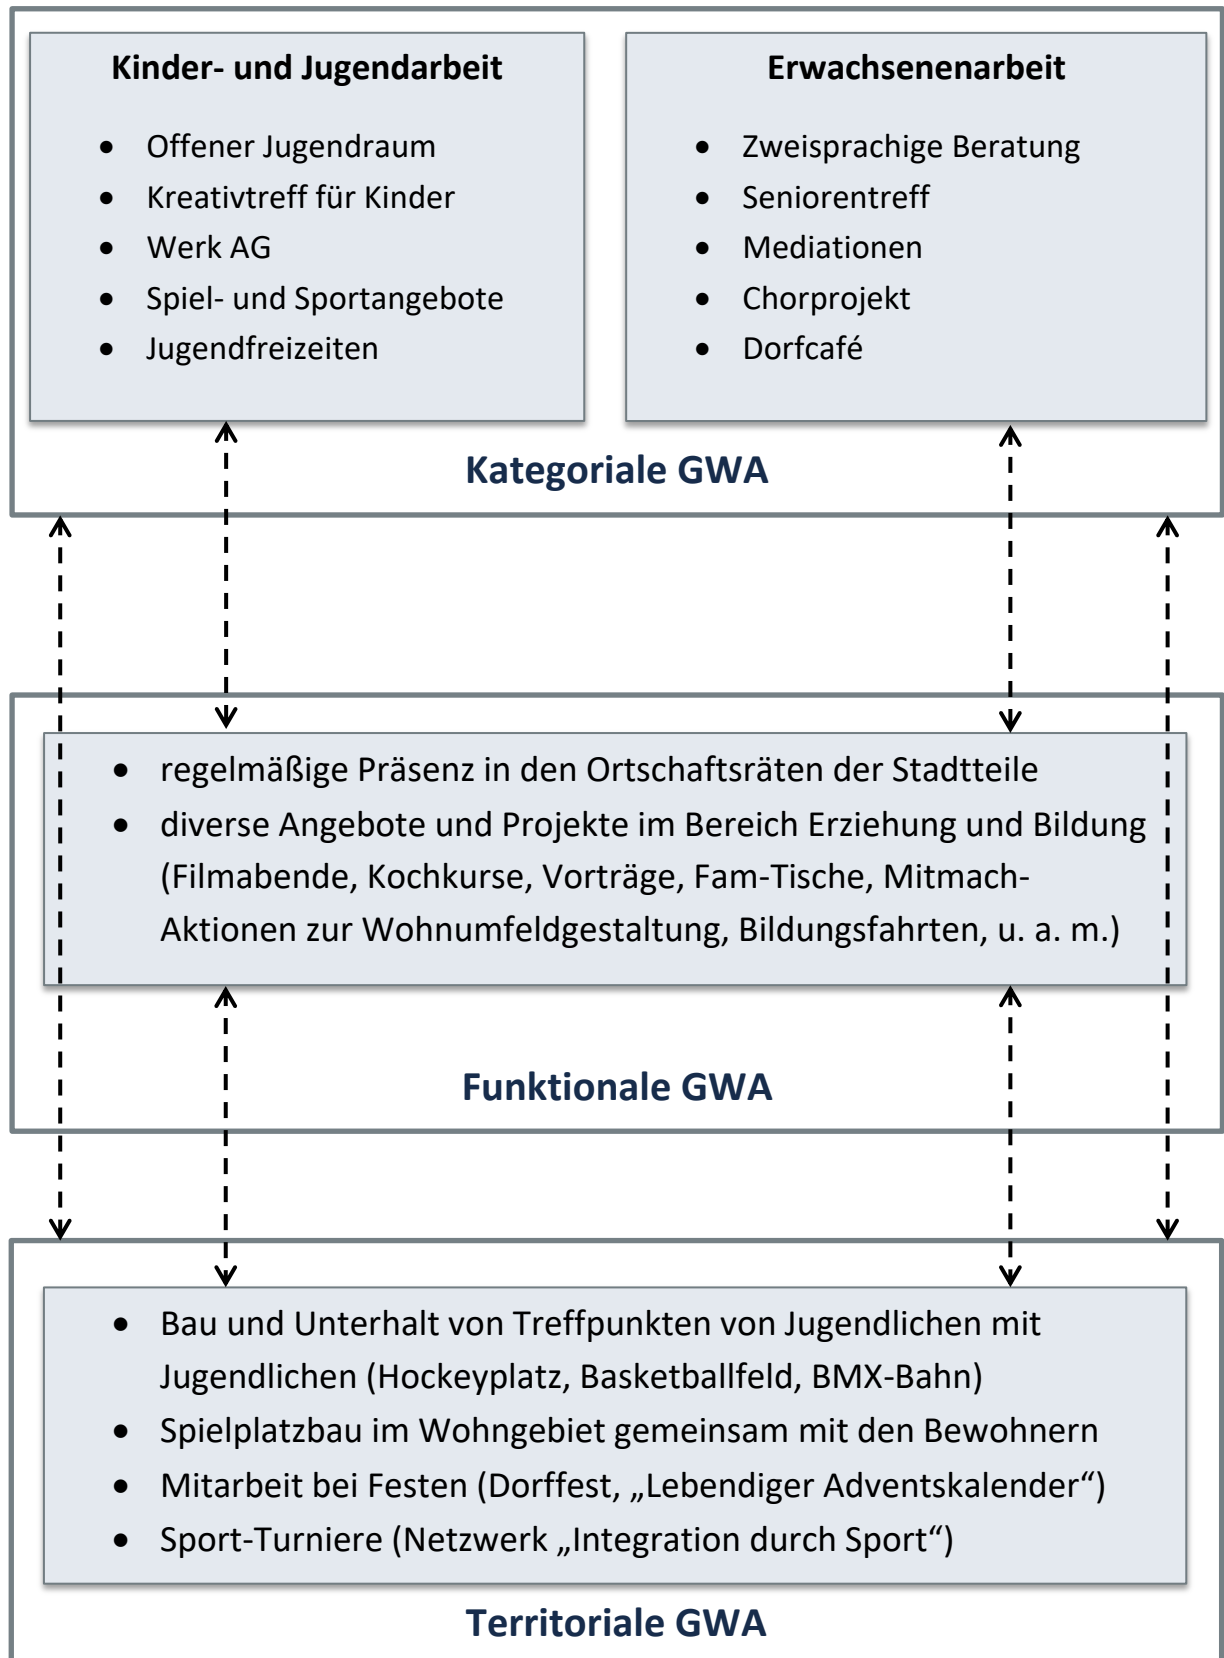 Kinder- und Jugendarbeit
• Offener Jugendraum
• Kreativtreff für Kinder
• Werk AG
• Spiel- und Sportangebote
• Jugendfreizeiten
Erwachsenenarbeit
• Zweisprachige Beratung
• Seniorentreff
• Mediationen
• Chorprojekt
• Dorfcafé
Kategoriale GWA
• regelmäßige Präsenz in den Ortschaftsräten der Stadtteile
• diverse Angebote und Projekte im Bereich Erziehung und Bildung
(Filmabende, Kochkurse, Vorträge, Fam-Tische, Mitmach-
Aktionen zur Wohnumfeldgestaltung, Bildungsfahrten, u. a. m.)
Funktionale GWA
• Bau und Unterhalt von Treffpunkten von Jugendlichen mit
Jugendlichen (Hockeyplatz, Basketballfeld, BMX-Bahn)
• Spielplatzbau im Wohngebiet gemeinsam mit den Bewohnern
• Mitarbeit bei Festen (Dorffest, „Lebendiger Adventskalender“)
• Sport-Turniere (Netzwerk „Integration durch Sport“)
Territoriale GWA